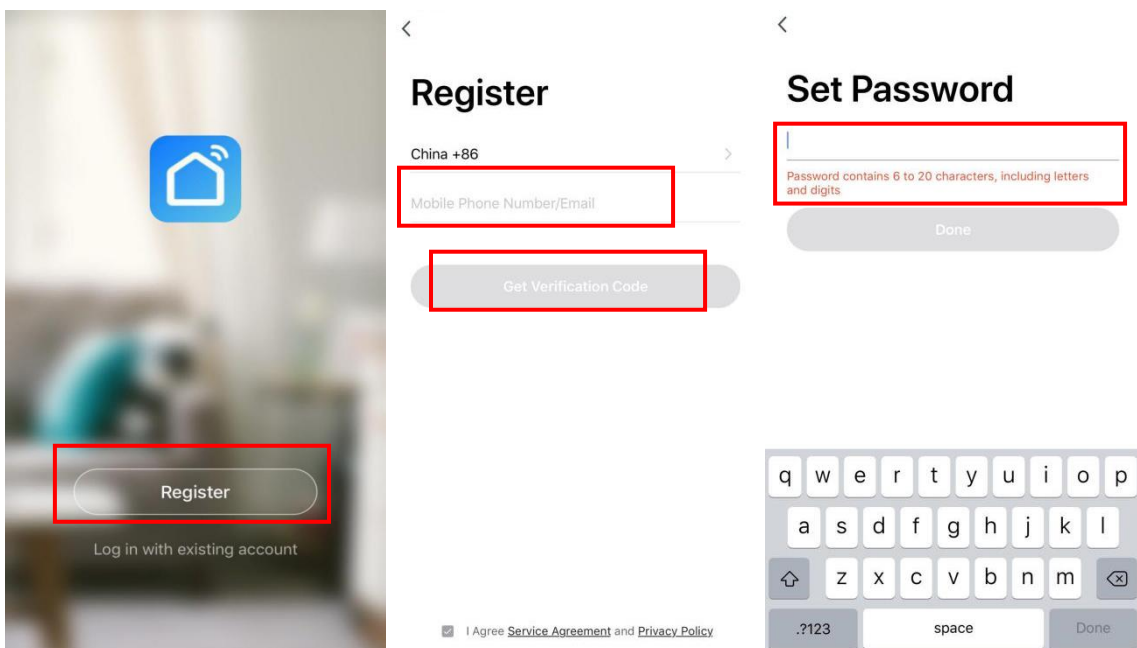 Register
Log in with existing account
Register
China +86
Mobile Phone Number/Email
Get Verification Code
I Agree Service Agreement and Privacy Policy
Set Password
Password contains 6 to 20 characters, including letters
and digits
Done
q w e r t y u i o p
a s d f g h j k l
z x c v b n m
.?123 space Done